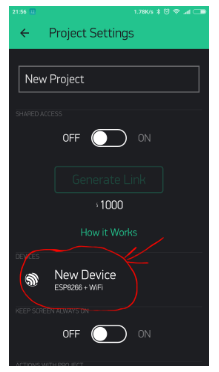 21:56
1.78K/s
Project Settings
New Project
SHARED ACCESS
OFF ON
Generate Link
1000
How it Works
DEVICES
New Device
ESP8266 + WiFi
KEEP SCREEN ALWAYS ON
OFF ON
ACTIONS WITH PROJECT